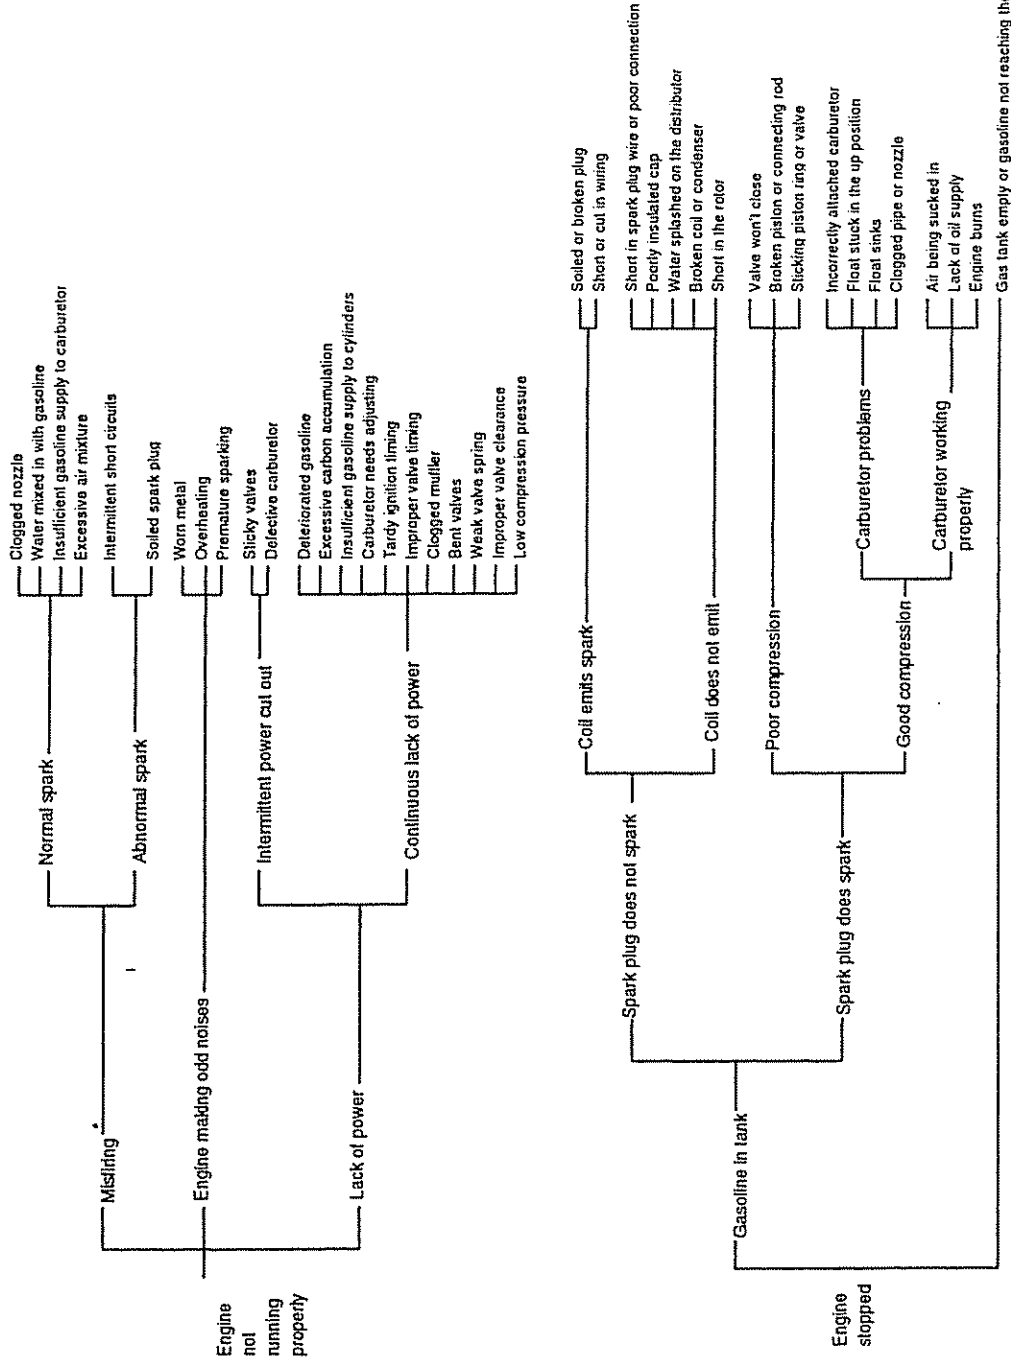 Engine
not
running
properly
Misfiring
Normal spark
Clogged nozzle
Water mixed in with gasoline
Insufficient gasoline supply to carburetor
Excessive air mixture
Abnormal spark
Intermittent short circuits
Soiled spark plug
Engine making odd noises
Worn metal
Overheating
Premature sparking
Lack of power
Intermittent power cut out
Sticky valves
Defective carburetor
Continuous lack of power
Deteriorated gasoline
Excessive carbon accumulation
Insufficient gasoline supply to cylinders
Carburetor needs adjusting
Tardy ignition timing
Improper valve timing
Clogged muffler
Bent valves
Weak valve spring
Improper valve clearance
Low compression pressure
Engine
stopped
Gasoline in tank
Spark plug does not spark
Coil emits spark
Soiled or broken plug
Short or cut in wiring
Coil does not emit
Short in spark plug wire or poor connection
Poorly insulated cap
Water splashed on the distributor
Broken coil or condenser
Short in the rotor
Spark plug does spark
Poor compression
Valve won't close
Broken piston or connecting rod
Sticking piston ring or valve
Good compression
Carburetor problems
Incorrectly attached carburetor
Float stuck in the up position
Float sinks
Clogged pipe or nozzle
Carburetor working
properly
Air being sucked in
Lack of oil supply
Engine burns
Gas tank empty or gasoline not reaching the